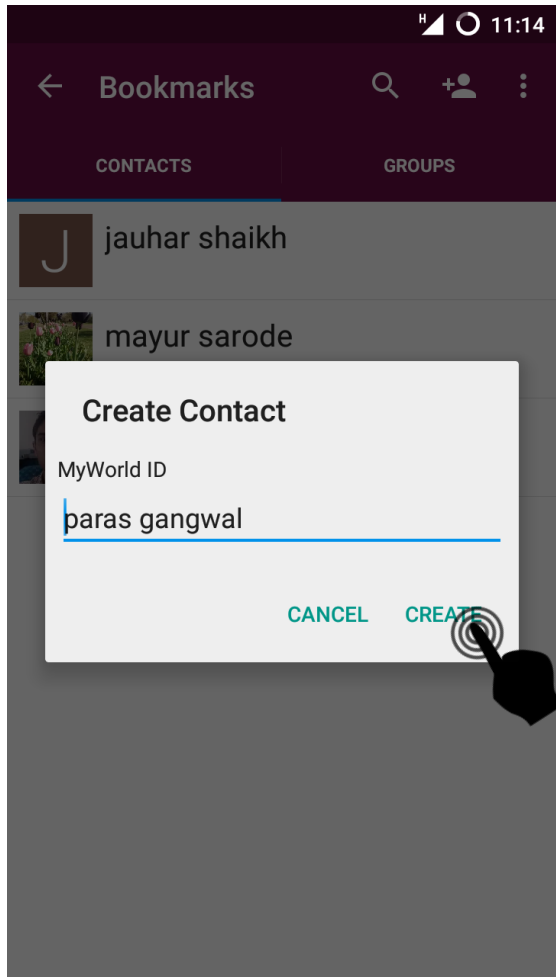 H 11:14
Bookmarks
CONTACTS GROUPS
J jauhar shaikh
mayur sarode
Create Contact
MyWorld ID
paras gangwal
CANCEL CREATE